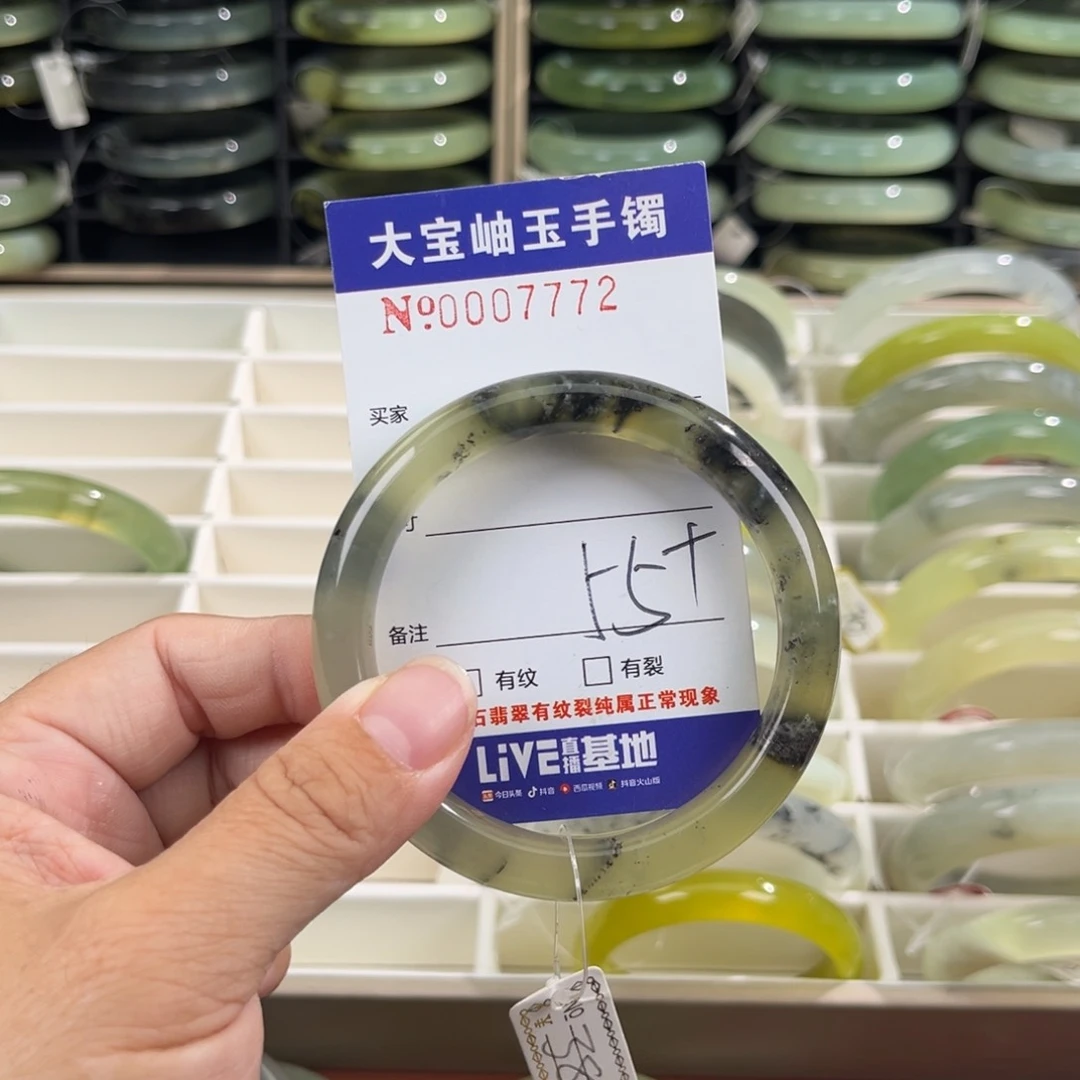 大宝岫玉手镯
Nº0007772
买家
寸
55+
备注
□ 有纹 □ 有裂
石翡翠有纹裂纯属正常现象
LIVE直播基地
今日头条 抖音 西瓜视频 抖音火山版